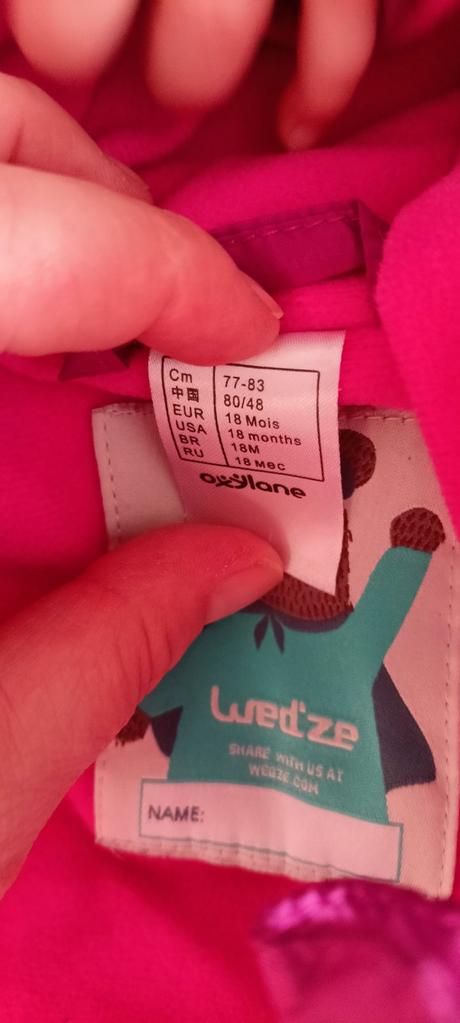 Cm 77-83
中国 80/48
EUR 18 Mois
USA 18 months
BR 18M
RU 18 мес
oxylane
wed'ze
SHARE WITH US AT
WEDZE.COM
NAME: